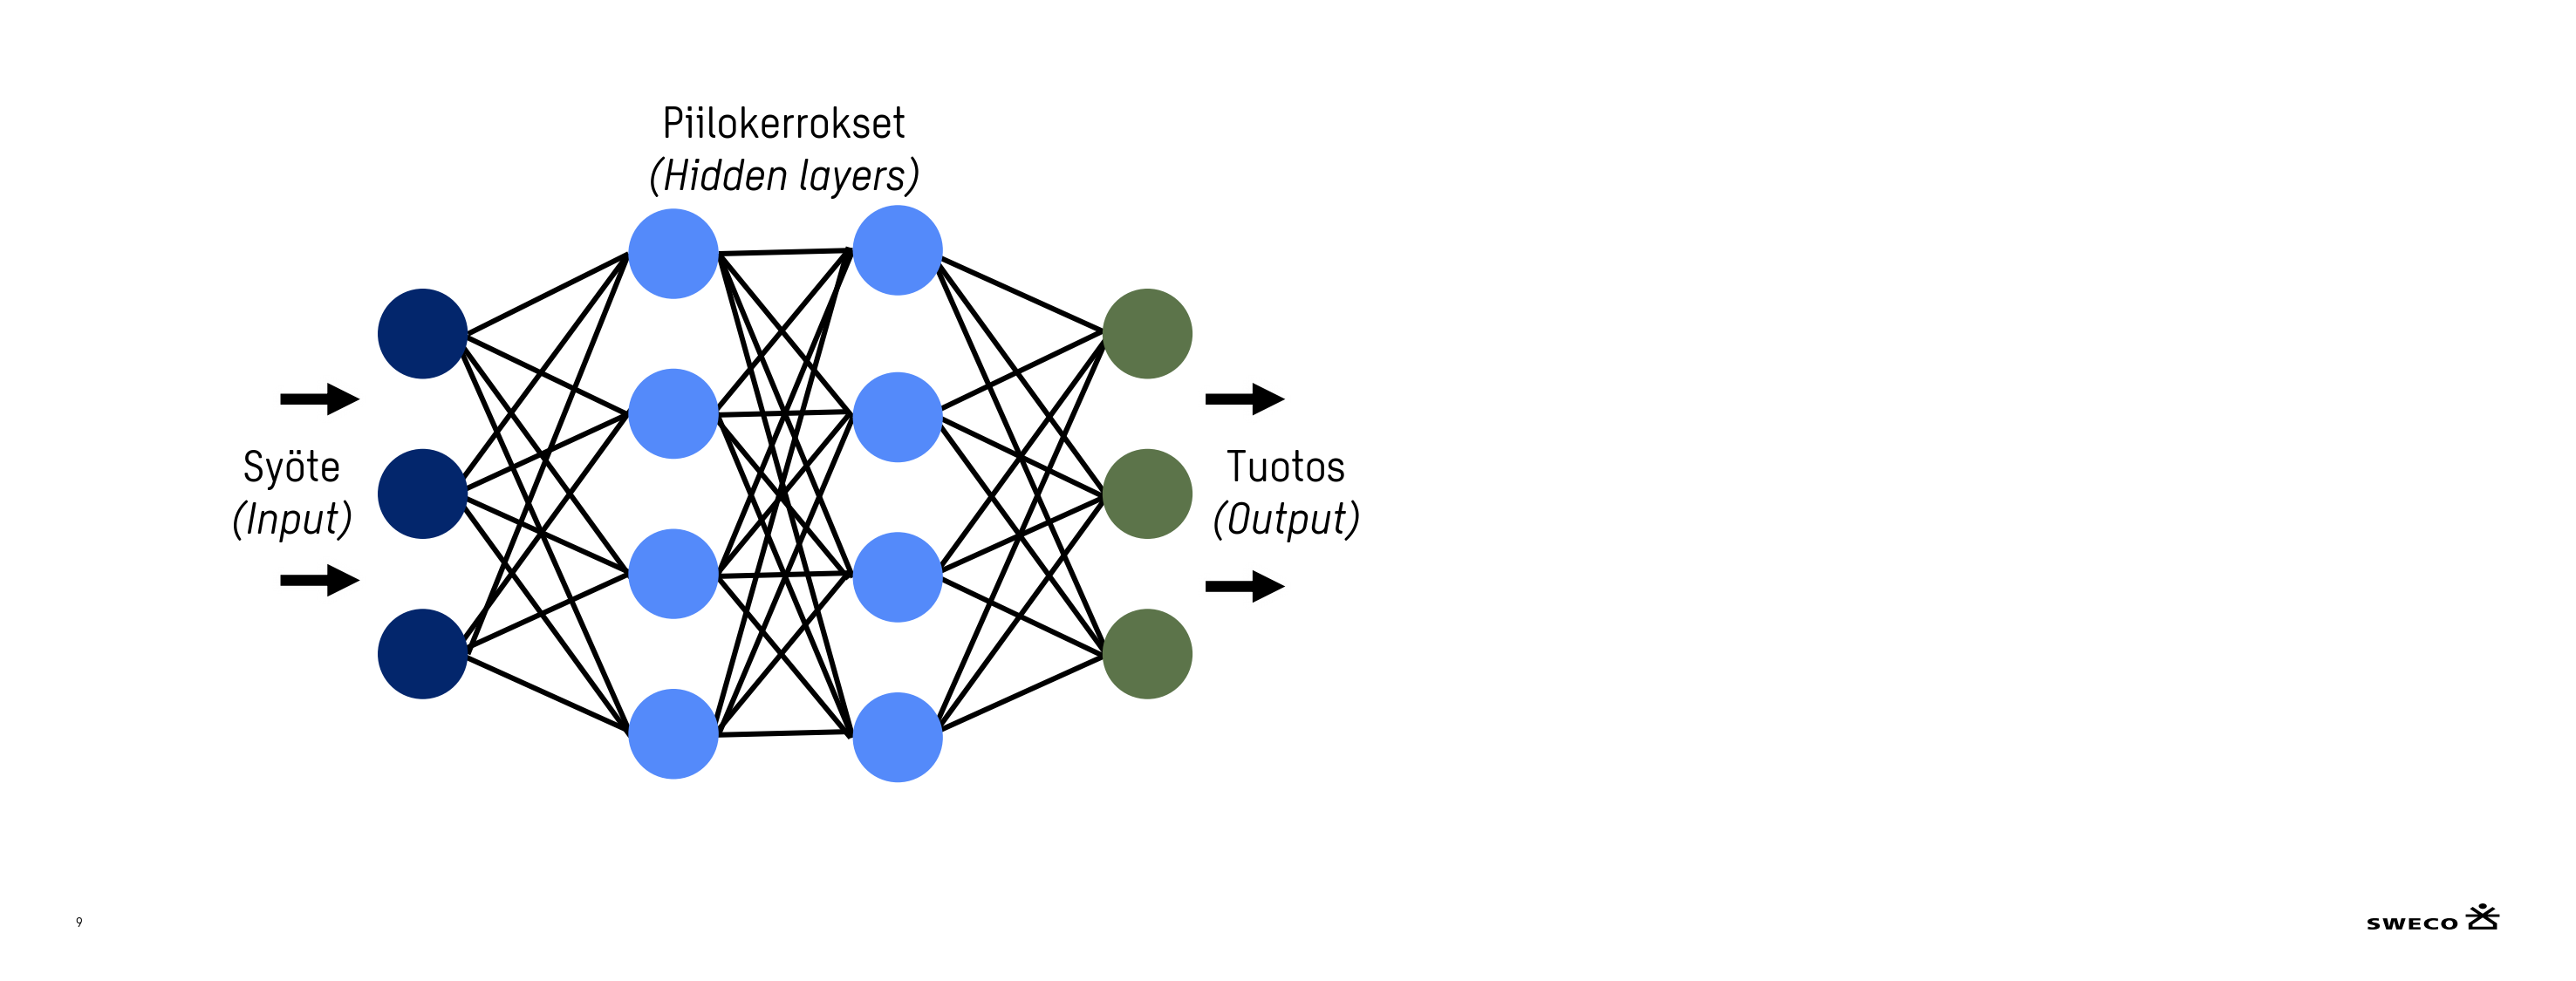 Piilokerrokset
(Hidden layers)
Syöte
(Input)
Tuotos
(Output)
9
SWECO